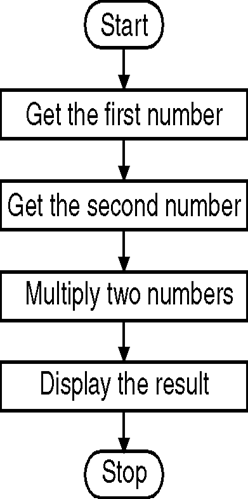 Start
Get the first number
Get the second number
Multiply two numbers
Display the result
Stop